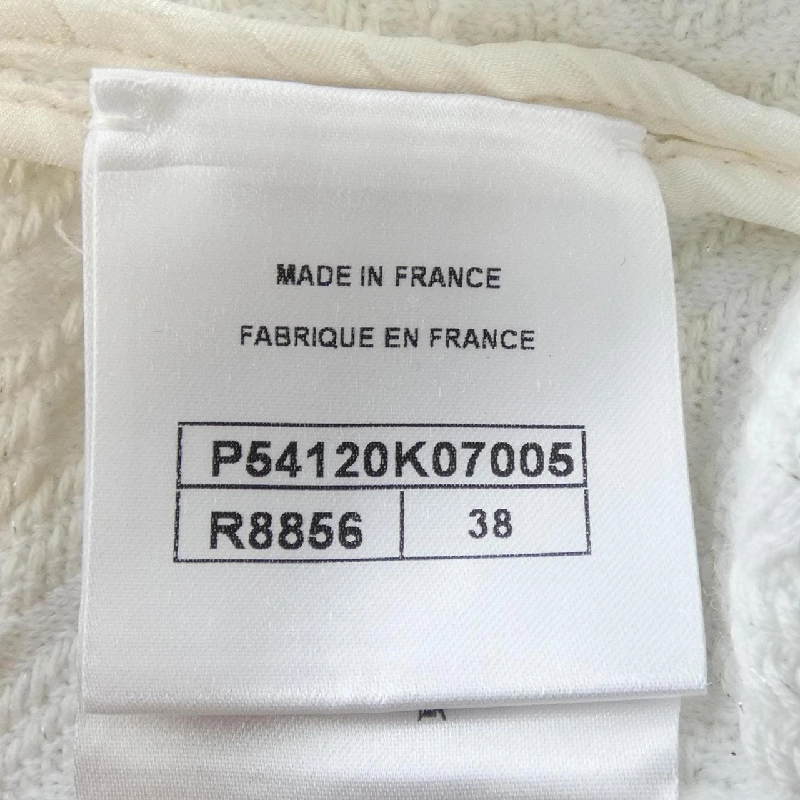 MADE IN FRANCE
FABRIQUE EN FRANCE
P54120K07005
R8856 38